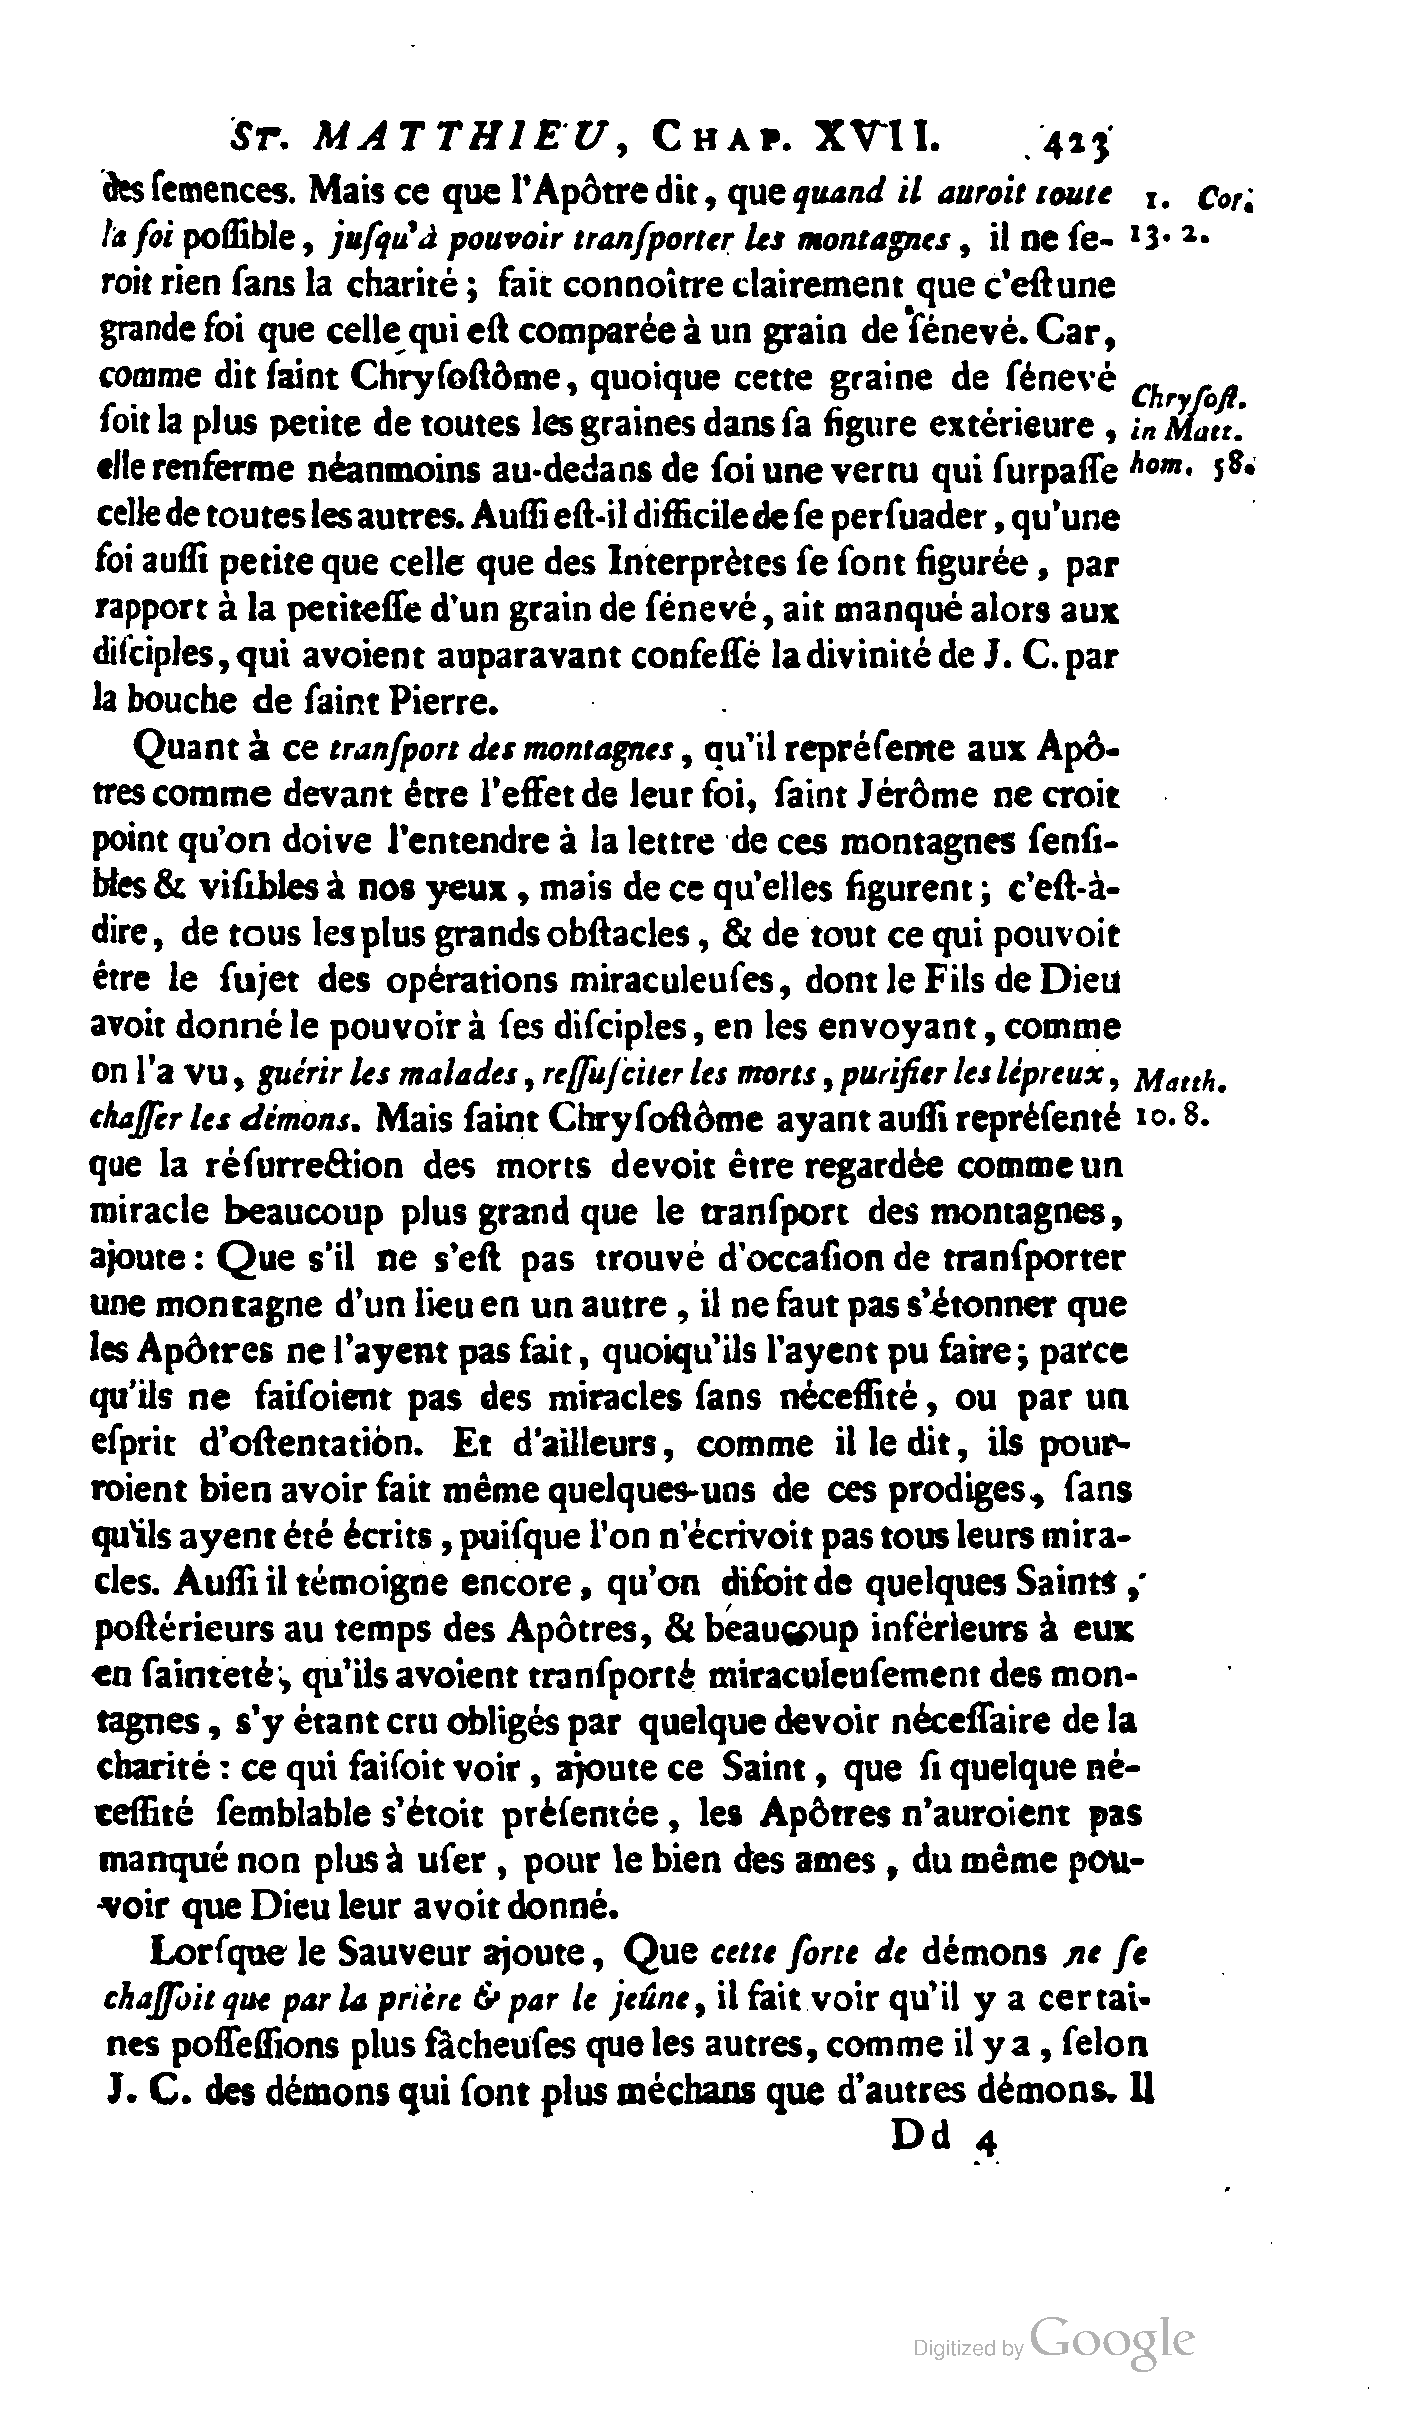 ST. MATTHIEU, CHAP. XVII. 423
des ſemences. Mais ce que l'Apôtre dit, que quand il auroit toute
la foi poſſible, juſqu'à pouvoir tranſporter les montagnes, il ne ſe-
roit rien ſans la charité; fait connoître clairement que c'eſt une
grande foi que celle qui eſt comparée à un grain de ſénevé. Car,
comme dit ſaint Chryſoſtôme, quoique cette graine de ſénevé
ſoit la plus petite de toutes les graines dans ſa figure extérieure,
elle renferme néanmoins au-dedans de ſoi une vertu qui ſurpaſſe
celle de toutes les autres. Auſſi eſt-il difficile de ſe perſuader, qu'une
foi auſſi petite que celle que des Interprètes ſe ſont figurée, par
rapport à la petiteſſe d'un grain de ſénevé, ait manqué alors aux
diſciples, qui avoient auparavant confeſſé la divinité de J. C. par
la bouche de ſaint Pierre.
Quant à ce tranſport des montagnes, qu'il repréſente aux Apô-
tres comme devant être l'effet de leur foi, ſaint Jérôme ne croit
point qu'on doive l'entendre à la lettre de ces montagnes ſenſi-
bles & viſibles à nos yeux, mais de ce qu'elles figurent; c'eſt-à-
dire, de tous les plus grands obſtacles, & de tout ce qui pouvoit
être le ſujet des opérations miraculeuſes, dont le Fils de Dieu
avoit donné le pouvoir à ſes diſciples, en les envoyant, comme
on l'a vu, guérir les malades, reſſuſciter les morts, purifier les lépreux,
chaſſer les démons. Mais ſaint Chryſoſtôme ayant auſſi repréſenté
que la réſurrection des morts devoit être regardée comme un
miracle beaucoup plus grand que le tranſport des montagnes,
ajoute: Que s'il ne s'eſt pas trouvé d'occaſion de tranſporter
une montagne d'un lieu en un autre, il ne faut pas s'étonner que
les Apôtres ne l'ayent pas fait, quoiqu'ils l'ayent pu faire; parce
qu'ils ne faiſoient pas des miracles ſans néceſſité, ou par un
eſprit d'oſtentation. Et d'ailleurs, comme il le dit, ils pour-
roient bien avoir fait même quelques-uns de ces prodiges, ſans
qu'ils ayent été écrits, puiſque l'on n'écrivoit pas tous leurs mira-
cles. Auſſi il témoigne encore, qu'on diſoit de quelques Saints,
poſtérieurs au temps des Apôtres, & beaucoup inférieurs à eux
en ſainteté, qu'ils avoient tranſporté miraculeuſement des mon-
tagnes, s'y étant cru obligés par quelque devoir néceſſaire de la
charité: ce qui faiſoit voir, ajoute ce Saint, que ſi quelque né-
ceſſité ſemblable s'étoit préſentée, les Apôtres n'auroient pas
manqué non plus à uſer, pour le bien des ames, du même pou-
voir que Dieu leur avoit donné.
Lorſque le Sauveur ajoute, Que cette ſorte de démons ne ſe
chaſſoit que par la prière & par le jeûne, il fait voir qu'il y a certai-
nes poſſeſſions plus fâcheuſes que les autres, comme il y a, ſelon
J. C. des démons qui ſont plus méchans que d'autres démons. Il
Dd 4
1. Cor.
13. 2.
Chryſoſt.
in Matt.
hom. 58.
Matth.
10. 8.
Digitized by Google